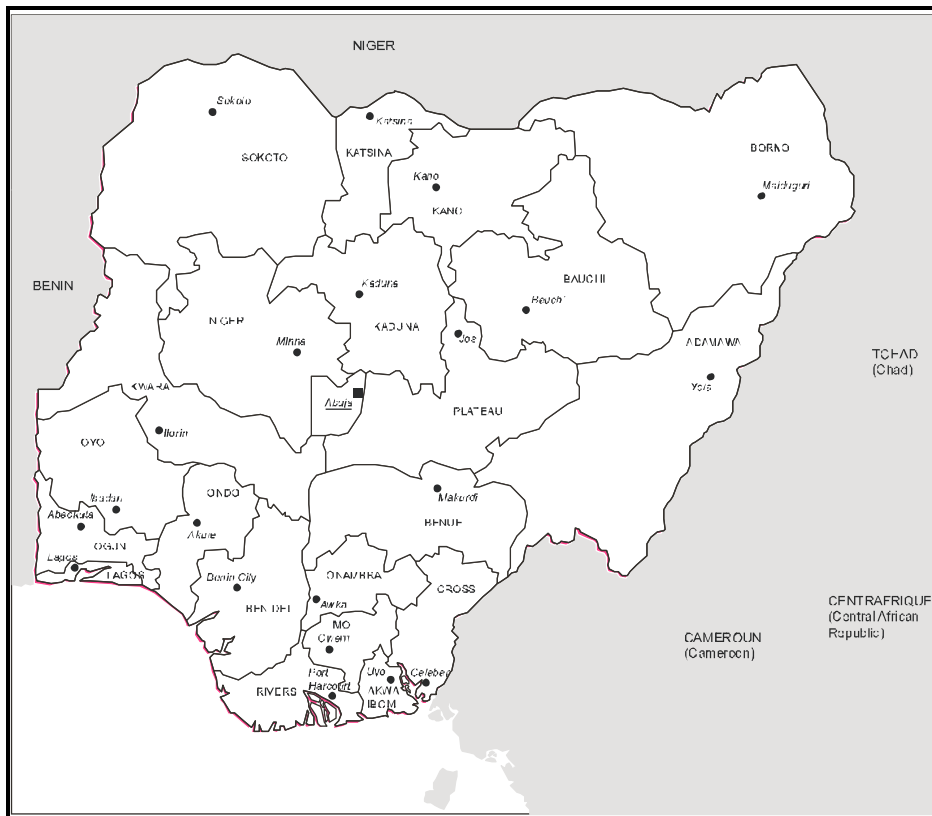 NIGER
Sokoto
Katsina
KATSINA
SOKOTO
BORNO
Kano
Maiduguri
KANO
BENIN
Kaduna
BAUCHI
Bauchi
NIGER
KADUNA
Minna
Jos
ADAMAWA
TCHAD
(Chad)
KWARA
Yola
Abuja
PLATEAU
Ilorin
OYO
ONDO
Makurdi
Ibadan
BENUE
Abeokuta
Akure
OGUN
Lagos
LAGOS
Benin City
ONAMBRA
CROSS
BENDEL
Awka
IMO
Owerri
CENTRAFRIQUE
(Central African
Republic)
CAMEROUN
(Cameroon)
Port
Harcourt
Uyo
Calabar
RIVERS
AKWA
IBOM